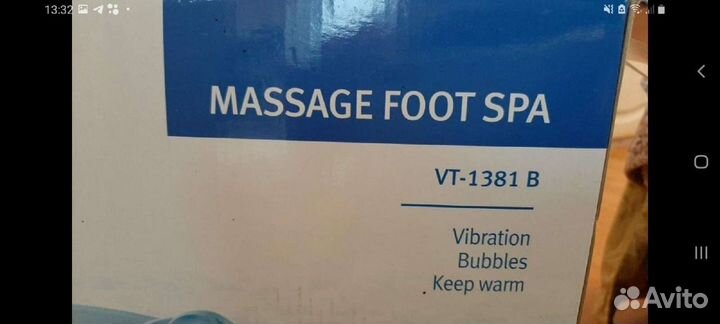 13:32
MASSAGE FOOT SPA
VT-1381 B
Vibration
Bubbles
Keep warm
Avito